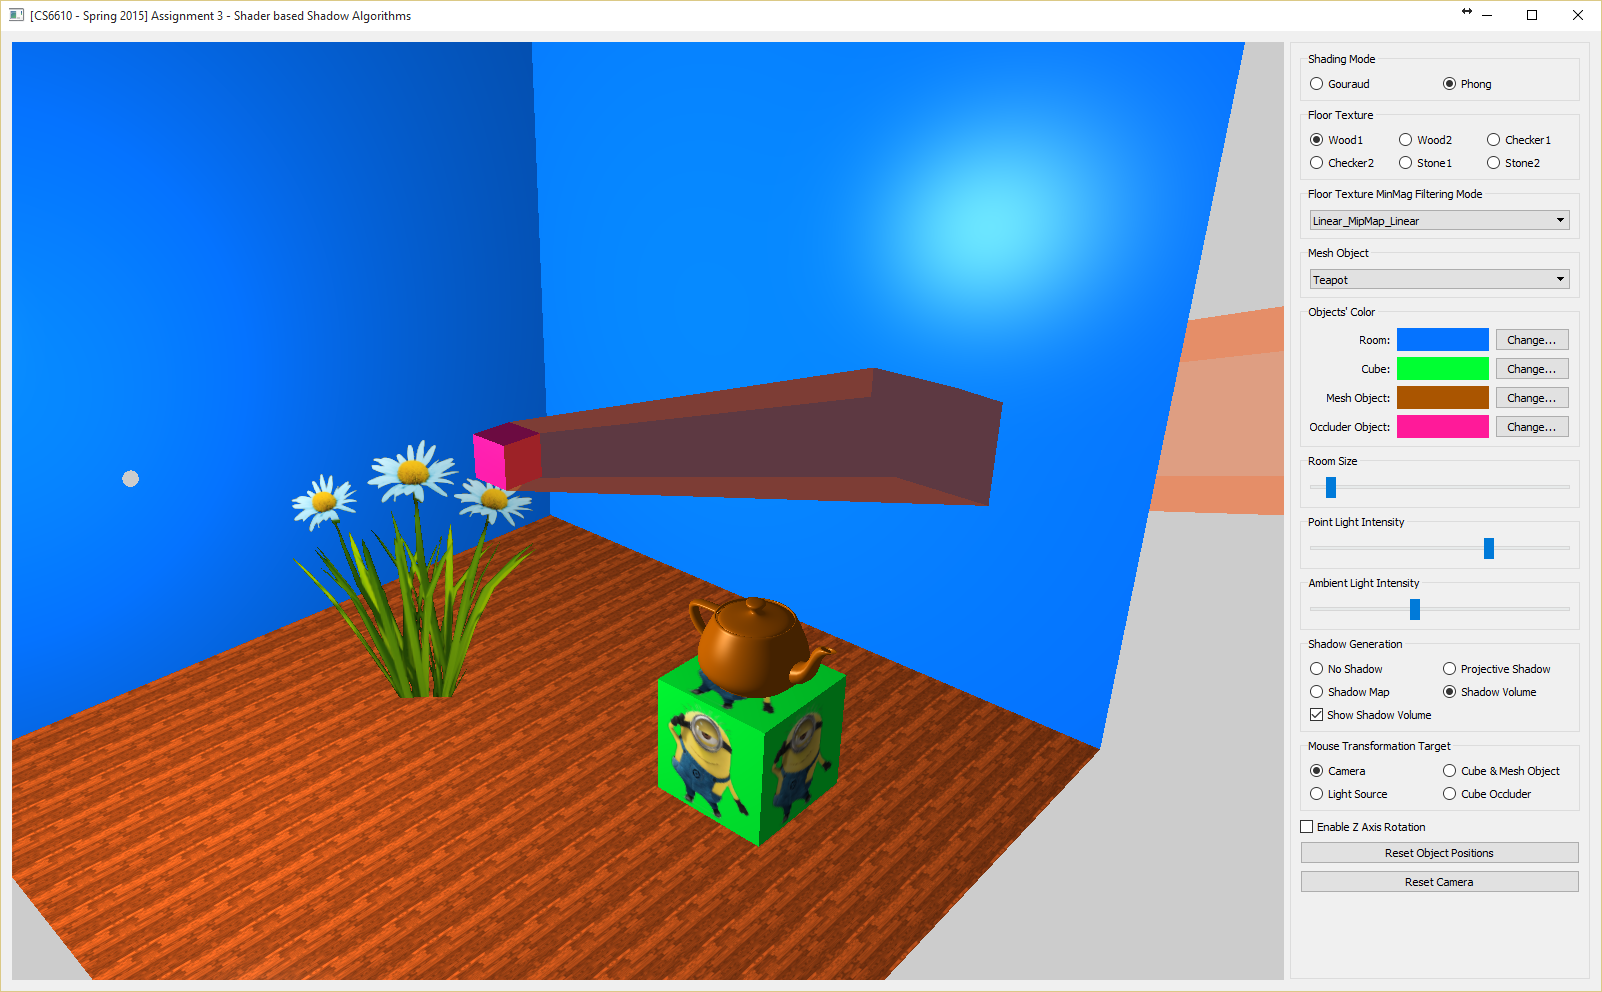 [CS6610 - Spring 2015] Assignment 3 - Shader based Shadow Algorithms
Shading Mode
Gouraud Phong
Floor Texture
Wood1 Wood2 Checker1
Checker2 Stone1 Stone2
Floor Texture MinMag Filtering Mode
Linear_MipMap_Linear
Mesh Object
Teapot
Objects' Color
Room: Change...
Cube: Change...
Mesh Object: Change...
Occluder Object: Change...
Room Size
Point Light Intensity
Ambient Light Intensity
Shadow Generation
No Shadow Projective Shadow
Shadow Map Shadow Volume
Show Shadow Volume
Mouse Transformation Target
Camera Cube & Mesh Object
Light Source Cube Occluder
Enable Z Axis Rotation
Reset Object Positions
Reset Camera